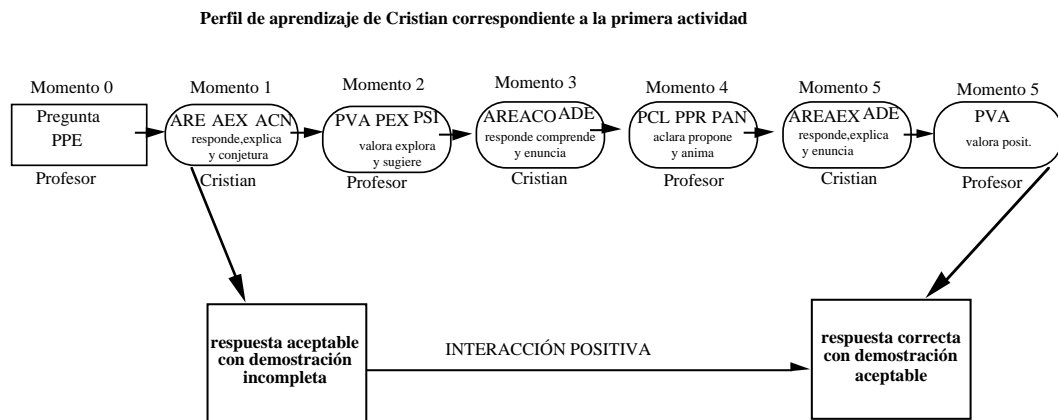 Perfil de aprendizaje de Cristian correspondiente a la primera actividad
Momento 0
Pregunta
PPE
Profesor
Momento 1
ARE AEX ACN
responde,explica
y conjetura
Cristian
Momento 2
PVA PEX PSI
valora explora
y sugiere
Profesor
Momento 3
AREACO ADE
responde comprende
y enuncia
Cristian
Momento 4
PCL PPR PAN
aclara propone
y anima
Profesor
Momento 5
AREAEX ADE
responde,explica
y enuncia
Cristian
Momento 5
PVA
valora posit.
Profesor
respuesta aceptable
con demostración
incompleta
INTERACCIÓN POSITIVA
respuesta correcta
con demostración
aceptable